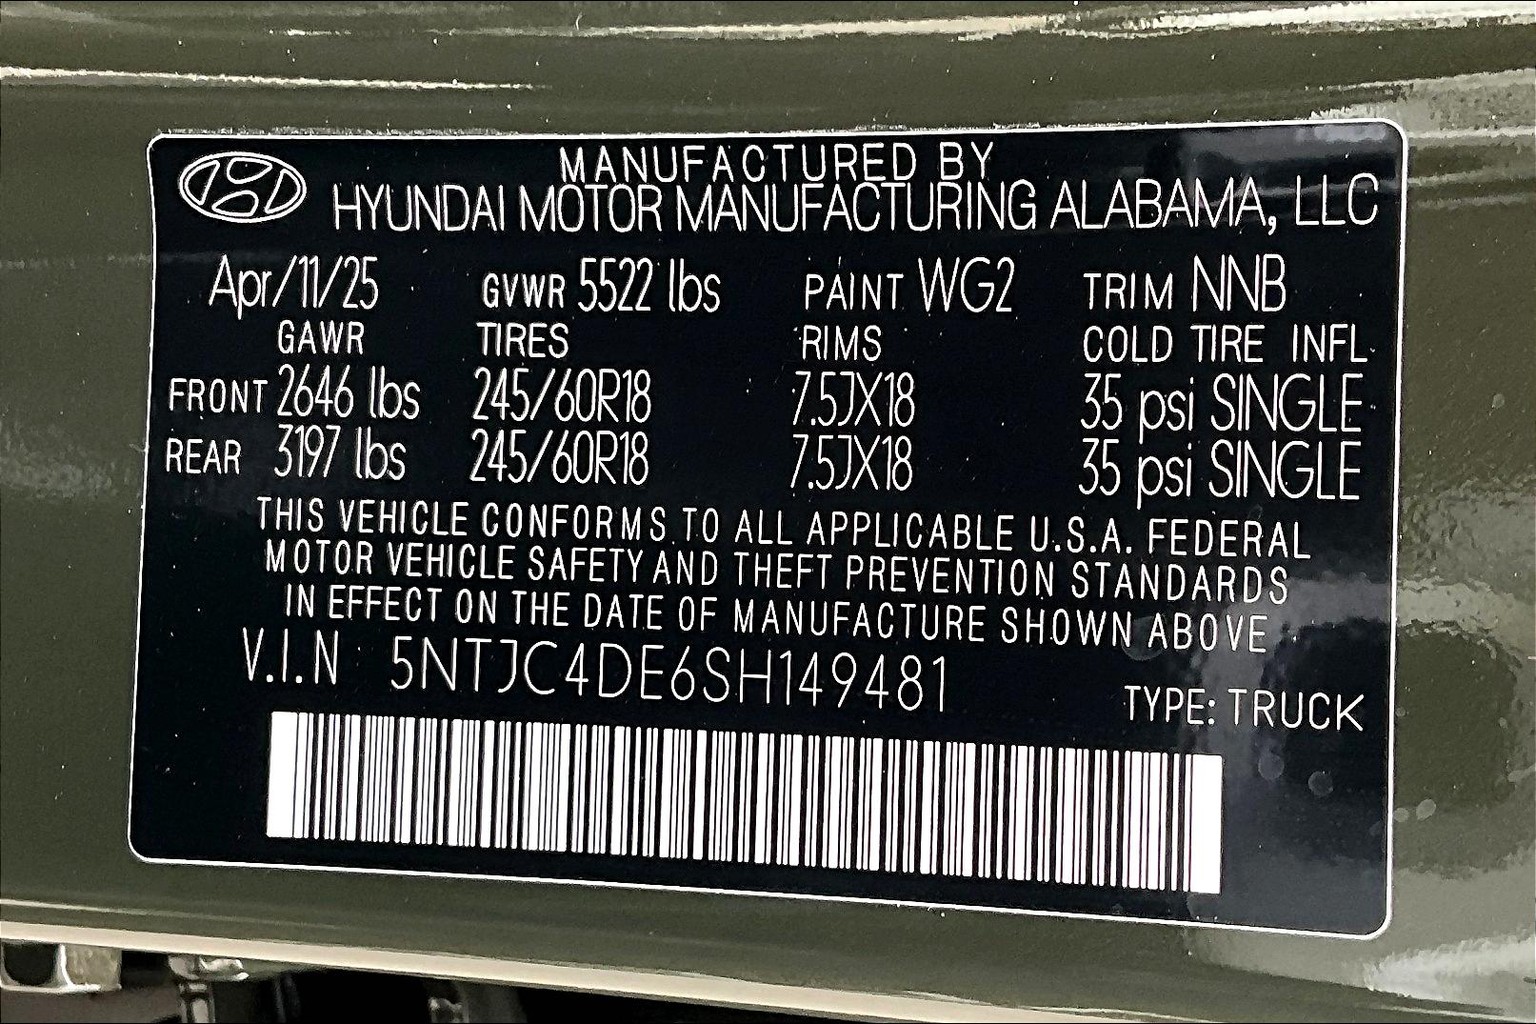 MANUFACTURED BY
HYUNDAI MOTOR MANUFACTURING ALABAMA, LLC
Apr/11/25 GVWR 5522 lbs PAINT WG2 TRIM NNB
GAWR TIRES RIMS COLD TIRE INFL.
FRONT 2646 lbs 245/60R18 7.5JX18 35 psi SINGLE
REAR 3197 lbs 245/60R18 7.5JX18 35 psi SINGLE
THIS VEHICLE CONFORMS TO ALL APPLICABLE U.S.A. FEDERAL
MOTOR VEHICLE SAFETY AND THEFT PREVENTION STANDARDS
IN EFFECT ON THE DATE OF MANUFACTURE SHOWN ABOVE
V.I.N 5NTJC4DE6SH149481
TYPE: TRUCK